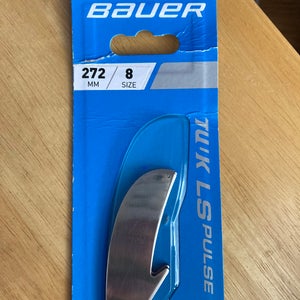 BAUER
272 / 8
MM SIZE
TUUK LS PULSE